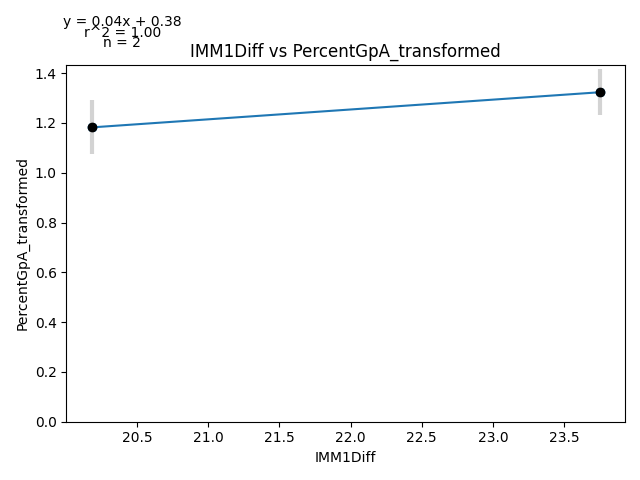 y = 0.04x + 0.38
r^2 = 1.00
n = 2
IMM1Diff vs PercentGpA_transformed
PercentGpA_transformed
1.4
1.2
1.0
0.8
0.6
0.4
0.2
0.0
20.5 21.0 21.5 22.0 22.5 23.0 23.5
IMM1Diff